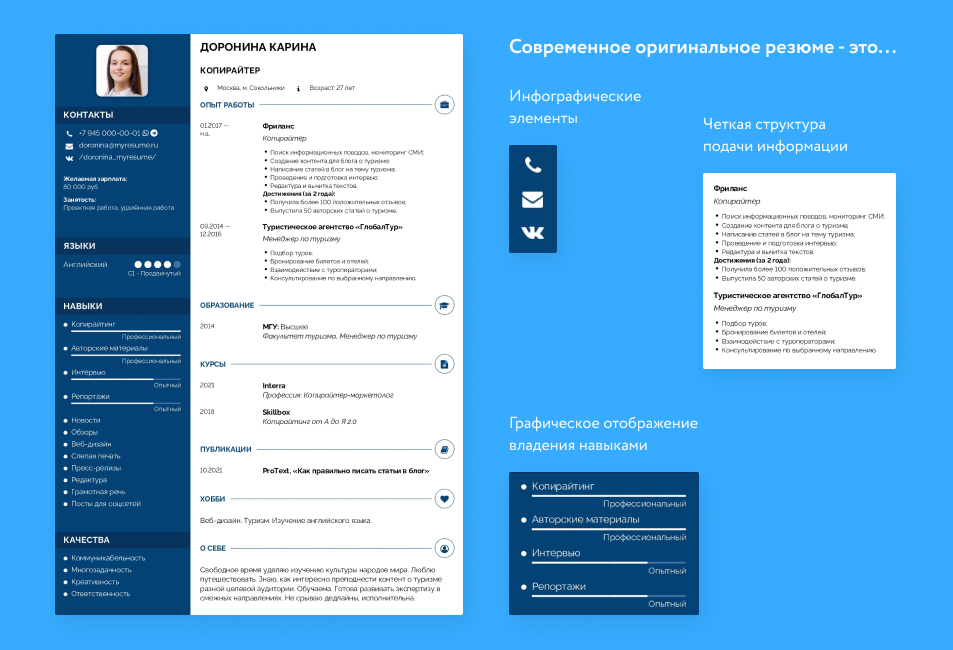 КОНТАКТЫ
+7 945 000-00-01
doronina@myresume.ru
/doronina_myresume/
Желаемая зарплата:
80 000 руб
Занятость:
Проектная работа, удалённая работа
ЯЗЫКИ
Английский
C1 - Продвинутый
НАВЫКИ
Копирайтинг
Профессиональный
Авторские материалы
Профессиональный
Интервью
Опытный
Репортажи
Опытный
Новости
Обзоры
Веб-дизайн
Слепая печать
Пресс-релизы
Редактура
Грамотная речь
Посты для соцсетей
КАЧЕСТВА
Коммуникабельность
Многозадачность
Креативность
Ответственность
ДОРОНИНА КАРИНА
КОПИРАЙТЕР
Москва, м. Сокольники Возраст: 27 лет
ОПЫТ РАБОТЫ
01.2017 — Фриланс
н.в. Копирайтер
Поиск информационных поводов, мониторинг СМИ;
Создание контента для блога о туризме;
Написание статей в блог на тему туризма;
Проведение и подготовка интервью;
Редактура и вычитка текстов.
Достижения (за 2 года):
Получила более 100 положительных отзывов;
Выпустила 50 авторских статей о туризме.
09.2014 — Туристическое агентство «ГлобалТур»
12.2016 Менеджер по туризму
Подбор туров;
Бронирование билетов и отелей;
Взаимодействие с туроператорами;
Консультирование по выбранному направлению.
ОБРАЗОВАНИЕ
2014 МГУ: Высшее
Факультет туризма, Менеджер по туризму
КУРСЫ
2021 Interra
Профессия: Копирайтер-маркетолог
2018 Skillbox
Копирайтинг от А до Я 2.0
ПУБЛИКАЦИИ
10.2021 ProText, «Как правильно писать статьи в блог»
ХОББИ
Веб-дизайн. Туризм. Изучение английского языка.
О СЕБЕ
Свободное время уделяю изучению культуры народов мира. Люблю
путешествовать. Знаю, как интересно преподнести контент о туризме
разной целевой аудитории. Обучаема. Готова развивать экспертизу в
смежных направлениях. Не срываю дедлайны, исполнительна.
Современное оригинальное резюме - это...
Инфографические
элементы
Четкая структура
подачи информации
Фриланс
Копирайтер
Поиск информационных поводов, мониторинг СМИ;
Создание контента для блога о туризме;
Написание статей в блог на тему туризма;
Проведение и подготовка интервью;
Редактура и вычитка текстов.
Достижения (за 2 года):
Получила более 100 положительных отзывов;
Выпустила 50 авторских статей о туризме.
Туристическое агентство «ГлобалТур»
Менеджер по туризму
Подбор туров;
Бронирование билетов и отелей;
Взаимодействие с туроператорами;
Консультирование по выбранному направлению.
Графическое отображение
владения навыками
Копирайтинг
Профессиональный
Авторские материалы
Профессиональный
Интервью
Опытный
Репортажи
Опытный